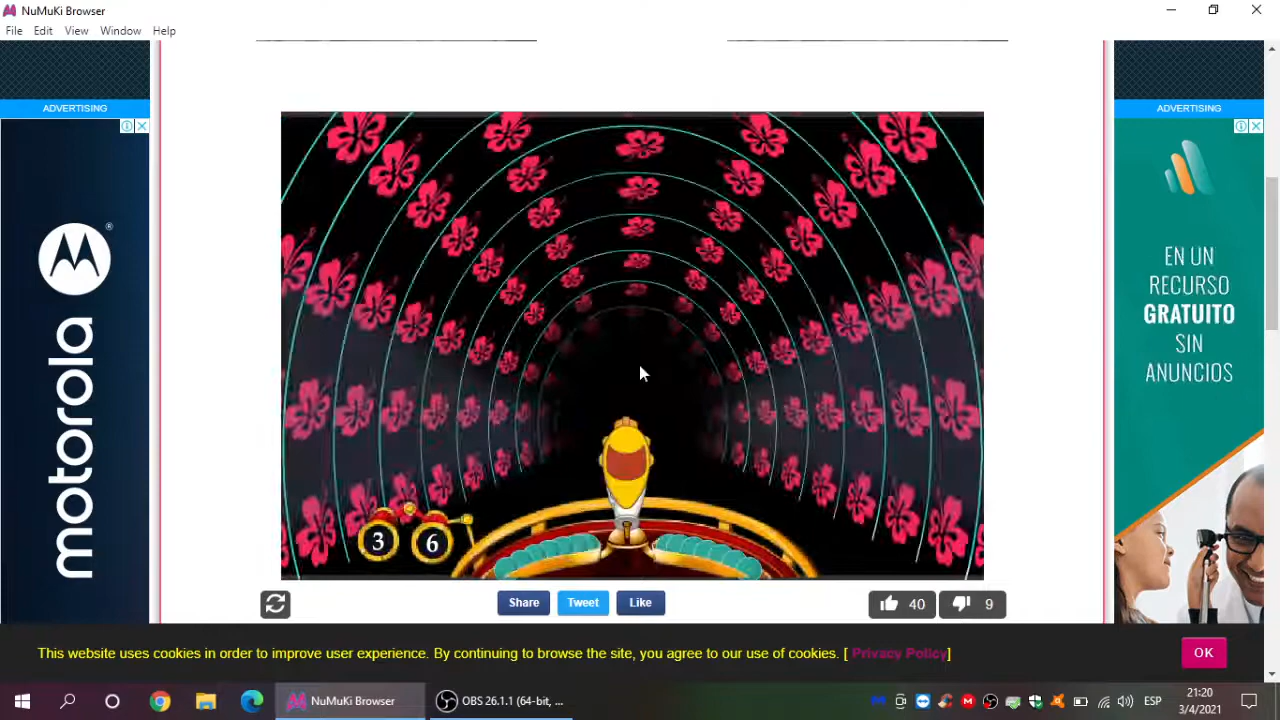 NuMuKi Browser
File Edit View Window Help
ADVERTISING
ADVERTISING
motorola
EN UN
RECURSO
GRATUITO
SIN
ANUNCIOS
3 6
Share Tweet Like
40 9
This website uses cookies in order to improve user experience. By continuing to browse the site, you agree to our use of cookies. [ Privacy Policy]
OK
NuMuKi Browser
OBS 26.1.1 (64-bit, ...
ESP
21:20
3/4/2021